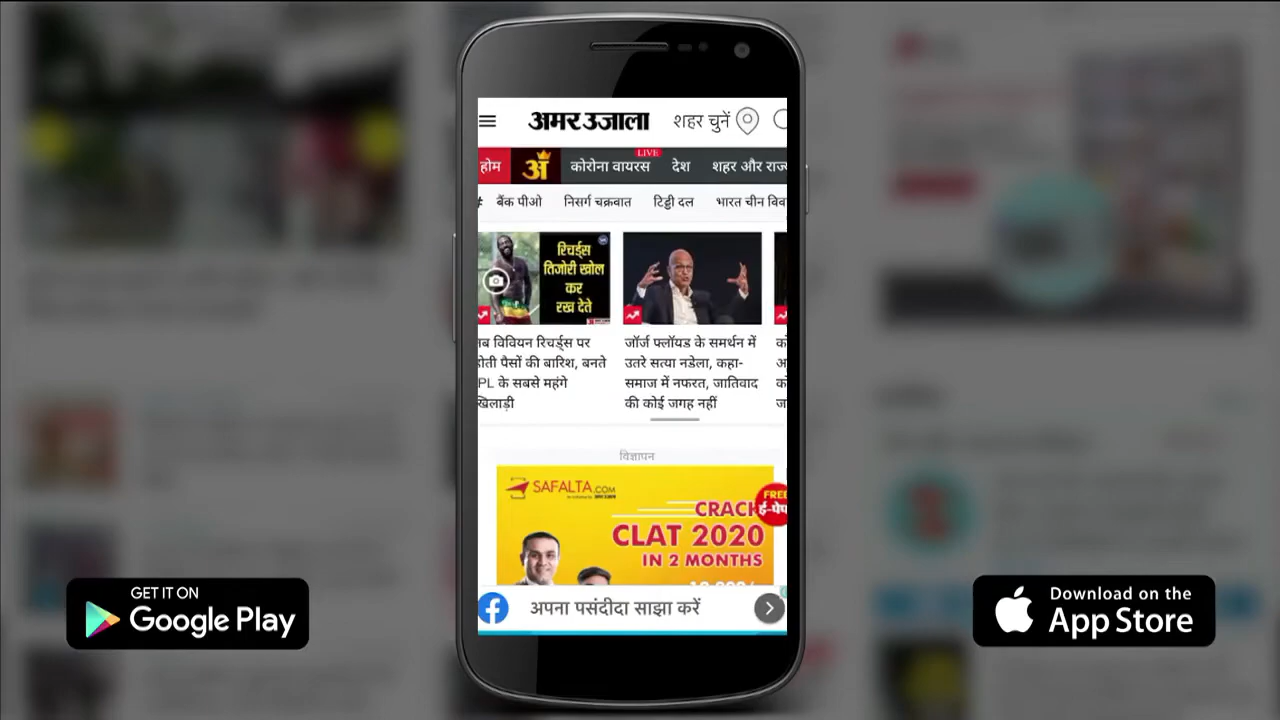 अमर उजाला
शहर चुनें
LIVE
होम
अं
कोरोना वायरस
देश
शहर और राज्य
# बैंक पीओ
निसर्ग चक्रवात
टिड्डी दल
भारत चीन विवा
रिचर्ड्स
तिजोरी खोल
कर
रख देते
विवियन रिचर्ड्स पर
पैसों की बारिश, बनते
के सबसे महंगे
खिलाड़ी
जॉर्ज फ्लॉयड के समर्थन में
उतरे सत्या नडेला, कहा-
समाज में नफरत, जातिवाद
की कोई जगह नहीं
विज्ञापन
SAFALTA.COM
CRACK
CLAT 2020
IN 2 MONTHS
FREE
ई-पेप
अपना पसंदीदा साझा करें
GET IT ON
Google Play
Download on the
App Store